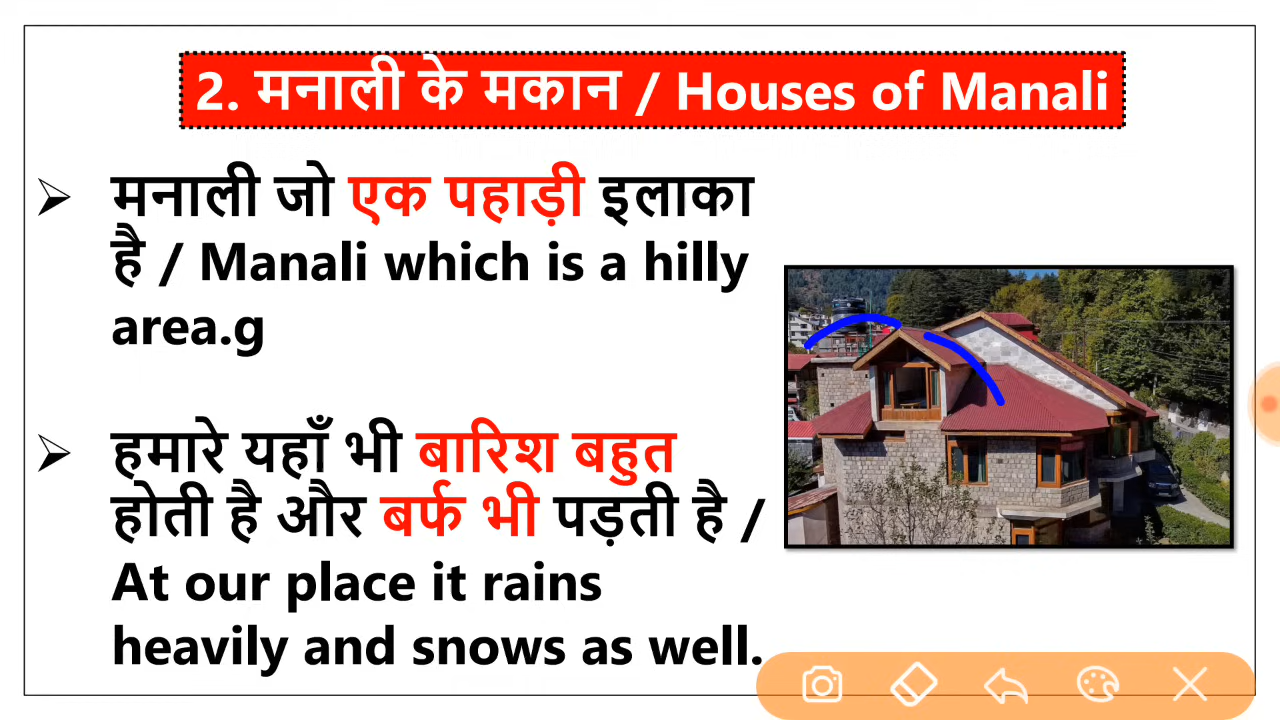 2. मनाली के मकान / Houses of Manali
मनाली जो एक पहाड़ी इलाका
है / Manali which is a hilly
area.g
हमारे यहाँ भी बारिश बहुत
होती है और बर्फ भी पड़ती है /
At our place it rains
heavily and snows as well.